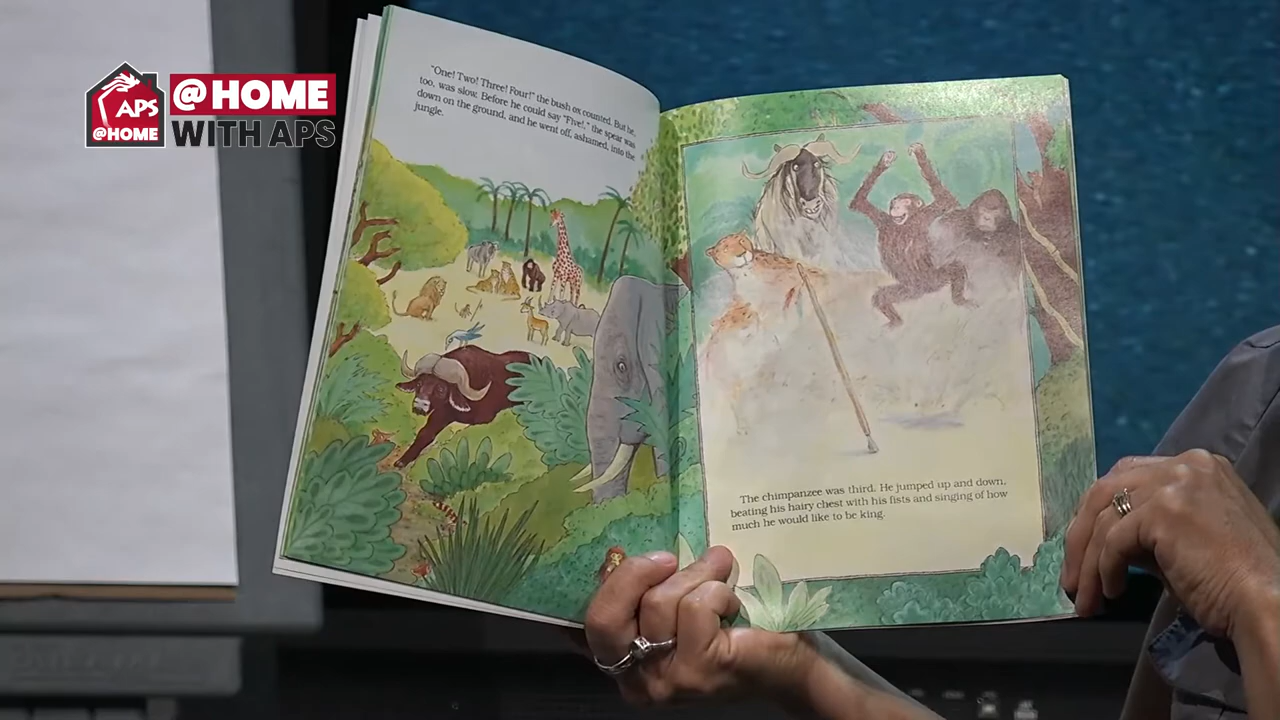 APS
@HOME
@HOME
WITH APS
"One! Two! Three! Four!" the bush ox counted. But he,
too, was slow. Before he could say "Five!," the spear was
down on the ground, and he went off, ashamed, into the
jungle.
The chimpanzee was third. He jumped up and down,
beating his hairy chest with his fists and singing of how
much he would like to be king.